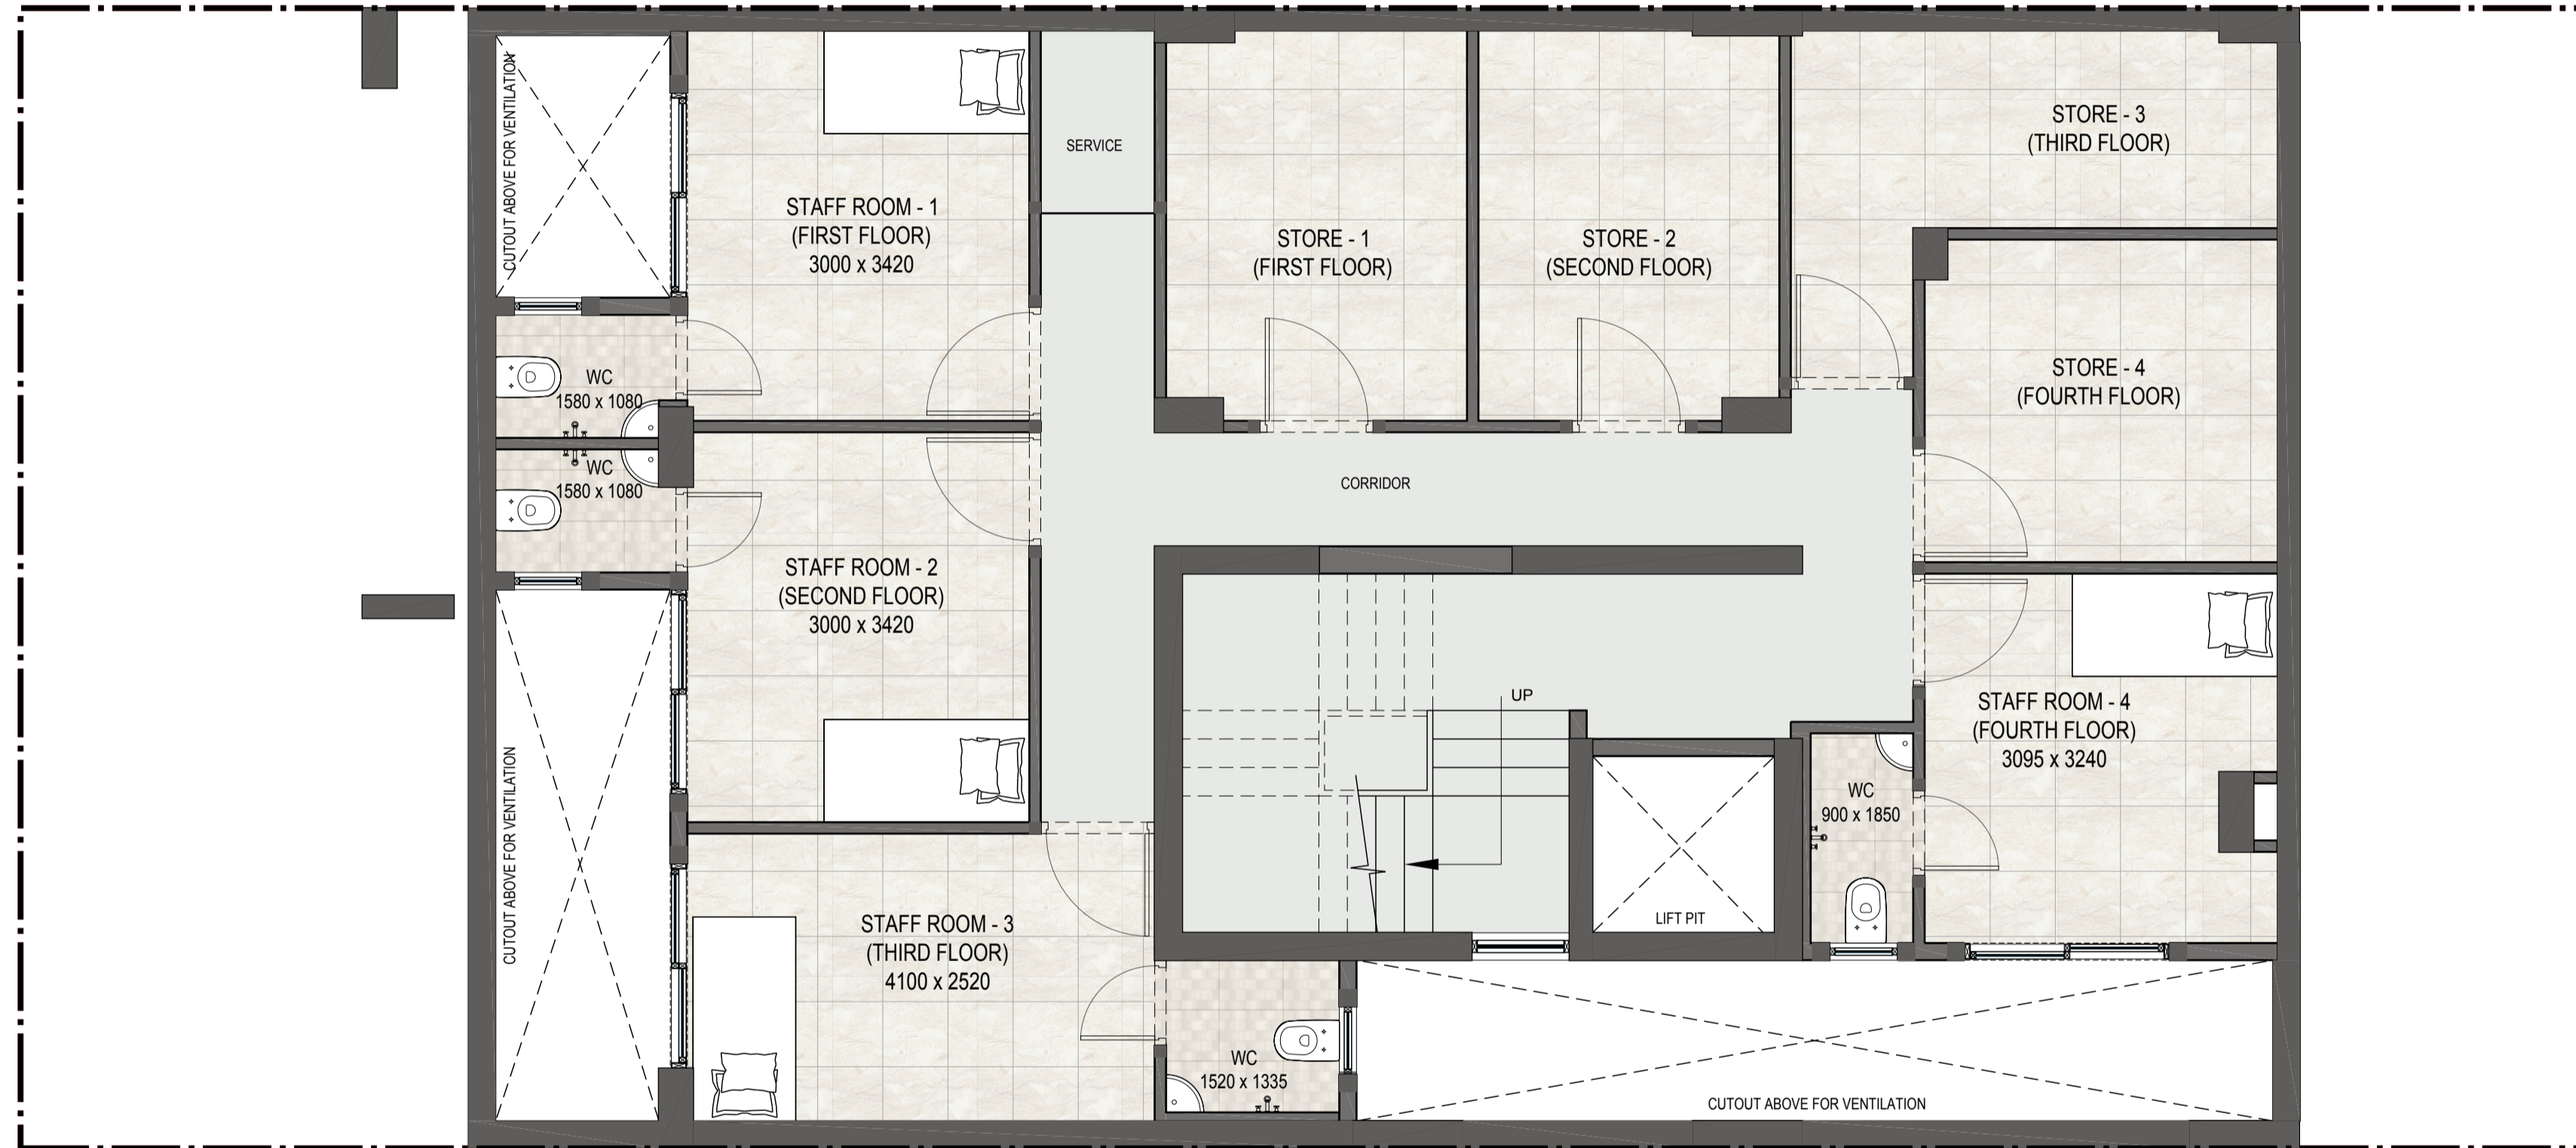 CUTOUT ABOVE FOR VENTILATION
STAFF ROOM - 1
(FIRST FLOOR)
3000 x 3420
SERVICE
STORE - 1
(FIRST FLOOR)
STORE - 2
(SECOND FLOOR)
STORE - 3
(THIRD FLOOR)
STORE - 4
(FOURTH FLOOR)
WC
1580 x 1080
WC
1580 x 1080
CORRIDOR
STAFF ROOM - 2
(SECOND FLOOR)
3000 x 3420
UP
STAFF ROOM - 4
(FOURTH FLOOR)
3095 x 3240
WC
900 x 1850
CUTOUT ABOVE FOR VENTILATION
LIFT PIT
STAFF ROOM - 3
(THIRD FLOOR)
4100 x 2520
WC
1520 x 1335
CUTOUT ABOVE FOR VENTILATION